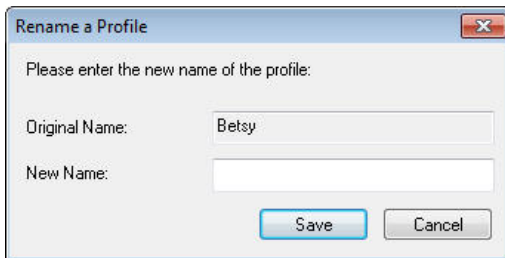 Rename a Profile
Please enter the new name of the profile:
Original Name: Betsy
New Name:
Save Cancel